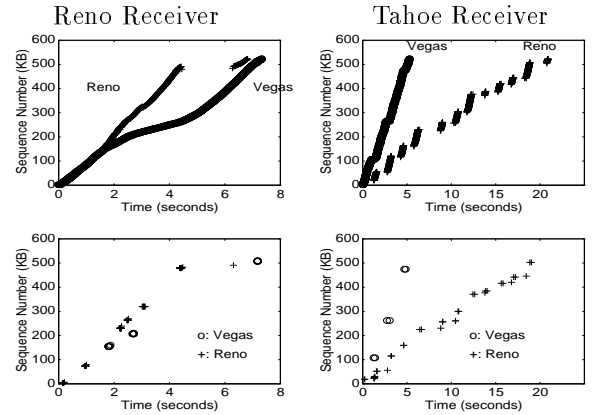 Reno Receiver
Tahoe Receiver
Sequence Number (KB)
600
500
400
300
200
100
0
Reno
Vegas
0
2
4
6
8
Time (seconds)
Sequence Number (KB)
600
500
400
300
200
100
0
Vegas
Reno
0
5
10
15
20
Time (seconds)
Sequence Number (KB)
600
500
400
300
200
100
0
o: Vegas
+: Reno
0
2
4
6
8
Time (seconds)
Sequence Number (KB)
600
500
400
300
200
100
0
o: Vegas
+: Reno
0
5
10
15
20
Time (seconds)